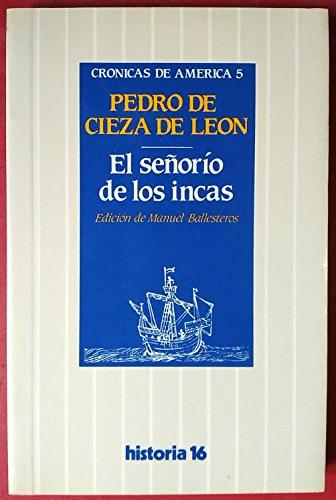 CRONICAS DE AMERICA 5
PEDRO DE
CIEZA DE LEON
El señorío
de los incas
Edición de Manuel Ballesteros
historia 16